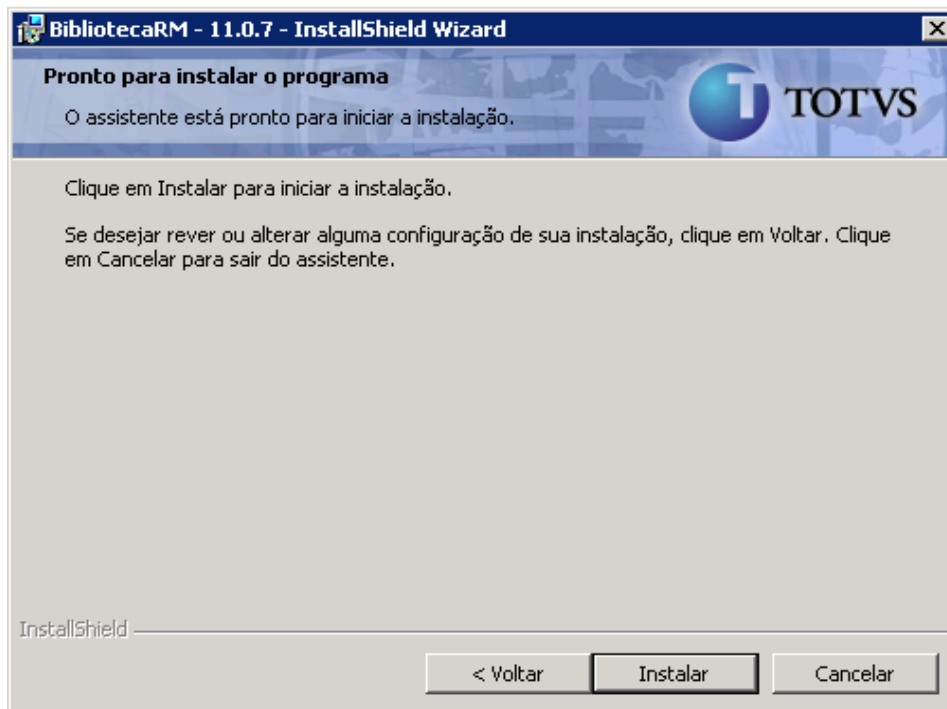 BibliotecaRM - 11.0.7 - InstallShield Wizard
Pronto para instalar o programa
O assistente está pronto para iniciar a instalação.
TOTVS
Clique em Instalar para iniciar a instalação.
Se desejar rever ou alterar alguma configuração de sua instalação, clique em Voltar. Clique
em Cancelar para sair do assistente.
InstallShield
< Voltar
Instalar
Cancelar